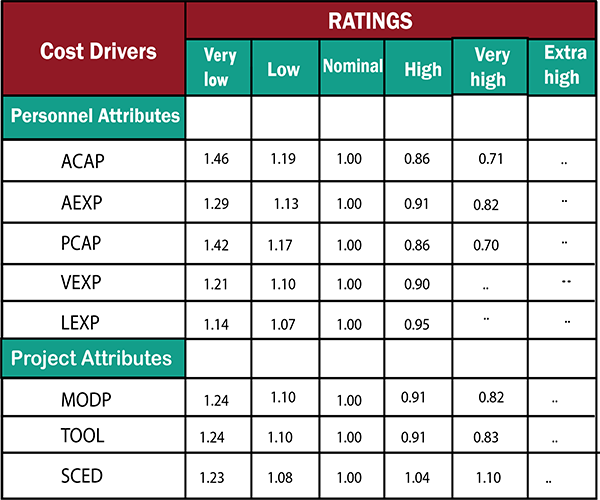 Cost Drivers
RATINGS
Very low Low Nominal High Very high Extra high
Personnel Attributes
ACAP 1.46 1.19 1.00 0.86 0.71 ..
AEXP 1.29 1.13 1.00 0.91 0.82 ..
PCAP 1.42 1.17 1.00 0.86 0.70 ..
VEXP 1.21 1.10 1.00 0.90 .. ..
LEXP 1.14 1.07 1.00 0.95 .. ..
Project Attributes
MODP 1.24 1.10 1.00 0.91 0.82 ..
TOOL 1.24 1.10 1.00 0.91 0.83 ..
SCED 1.23 1.08 1.00 1.04 1.10 ..